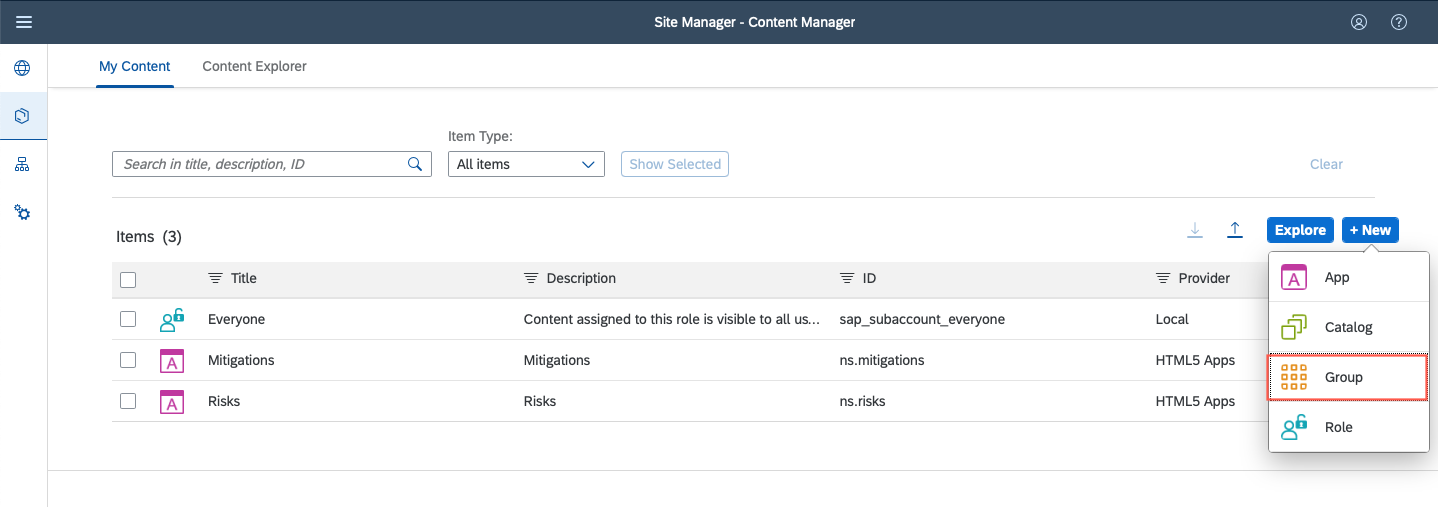 Site Manager - Content Manager
My Content Content Explorer
Item Type:
Search in title, description, ID All items Show Selected Clear
Items (3) Explore + New
Title Description ID Provider
Everyone Content assigned to this role is visible to all us... sap_subaccount_everyone Local
Mitigations Mitigations ns.mitigations HTML5 Apps
Risks Risks ns.risks HTML5 Apps
App
Catalog
Group
Role